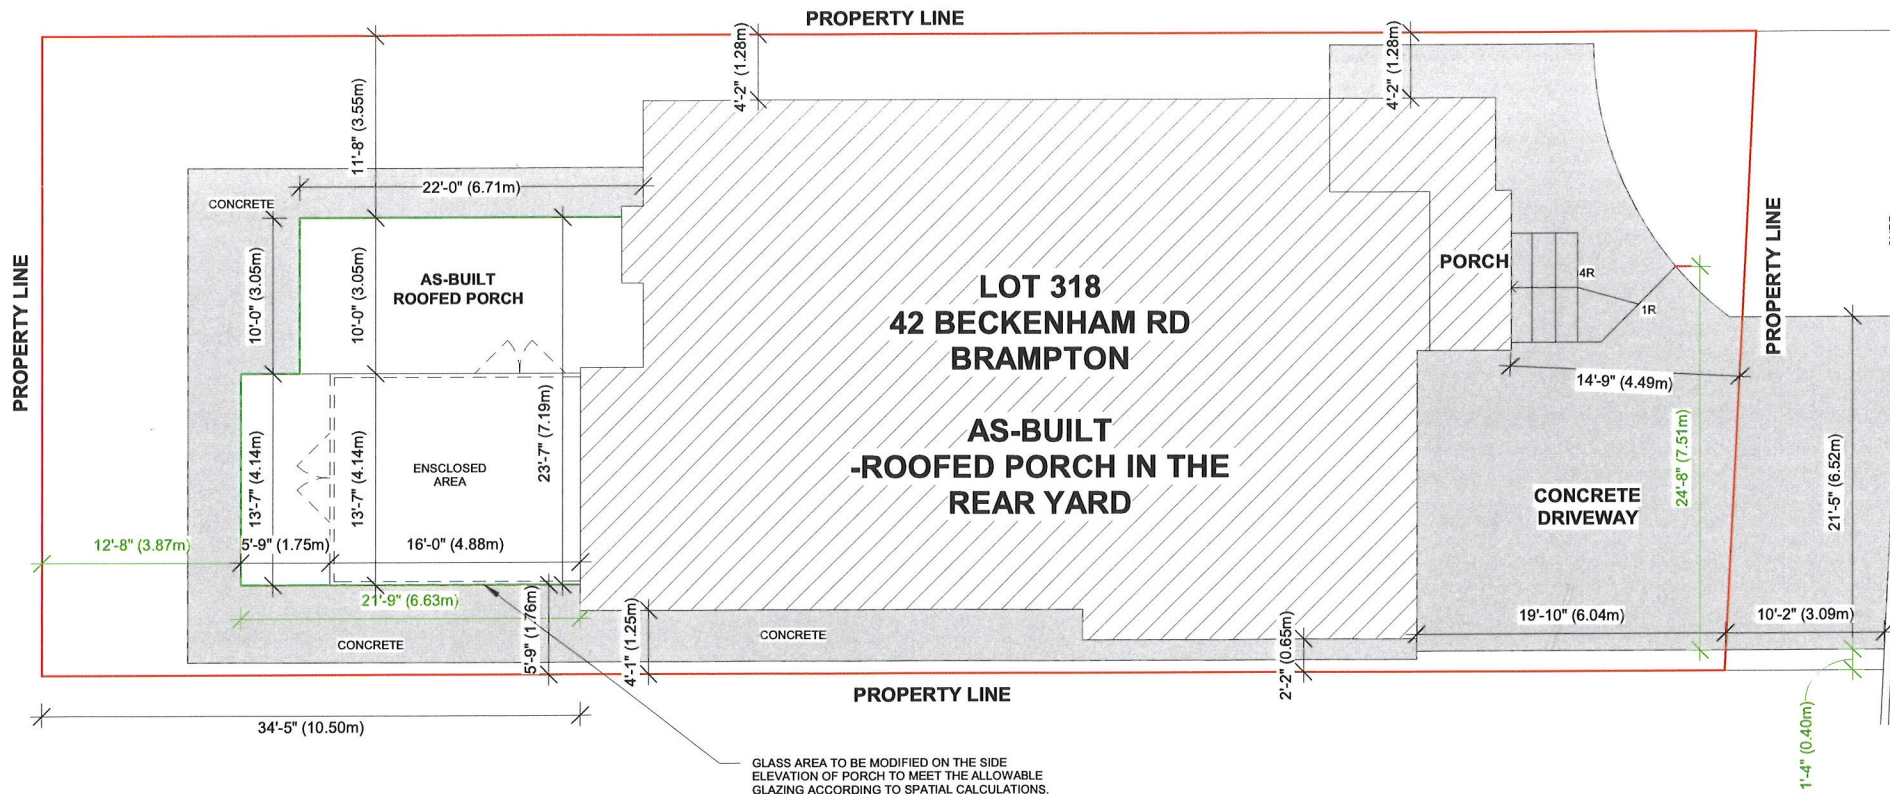 PROPERTY LINE
4'-2" (1.28m)
4'-2" (1.28m)
11'-8" (3.55m)
22'-0" (6.71m)
CONCRETE
PROPERTY LINE
10'-0" (3.05m)
10'-0" (3.05m)
AS-BUILT
ROOFED PORCH
LOT 318
42 BECKENHAM RD
BRAMPTON
AS-BUILT
-ROOFED PORCH IN THE
REAR YARD
PORCH
4R
1R
PROPERTY LINE
14'-9" (4.49m)
13'-7" (4.14m)
13'-7" (4.14m)
ENSCLOSED
AREA
23'-7" (7.19m)
24'-8" (7.51m)
21'-5" (6.52m)
CONCRETE
DRIVEWAY
12'-8" (3.87m)
5'-9" (1.75m)
16'-0" (4.88m)
21'-9" (6.63m)
5'-9" (1.76m)
4'-1" (1.25m)
CONCRETE
CONCRETE
2'-2" (0.65m)
19'-10" (6.04m)
10'-2" (3.09m)
PROPERTY LINE
34'-5" (10.50m)
1'-4" (0.40m)
GLASS AREA TO BE MODIFIED ON THE SIDE
ELEVATION OF PORCH TO MEET THE ALLOWABLE
GLAZING ACCORDING TO SPATIAL CALCULATIONS.